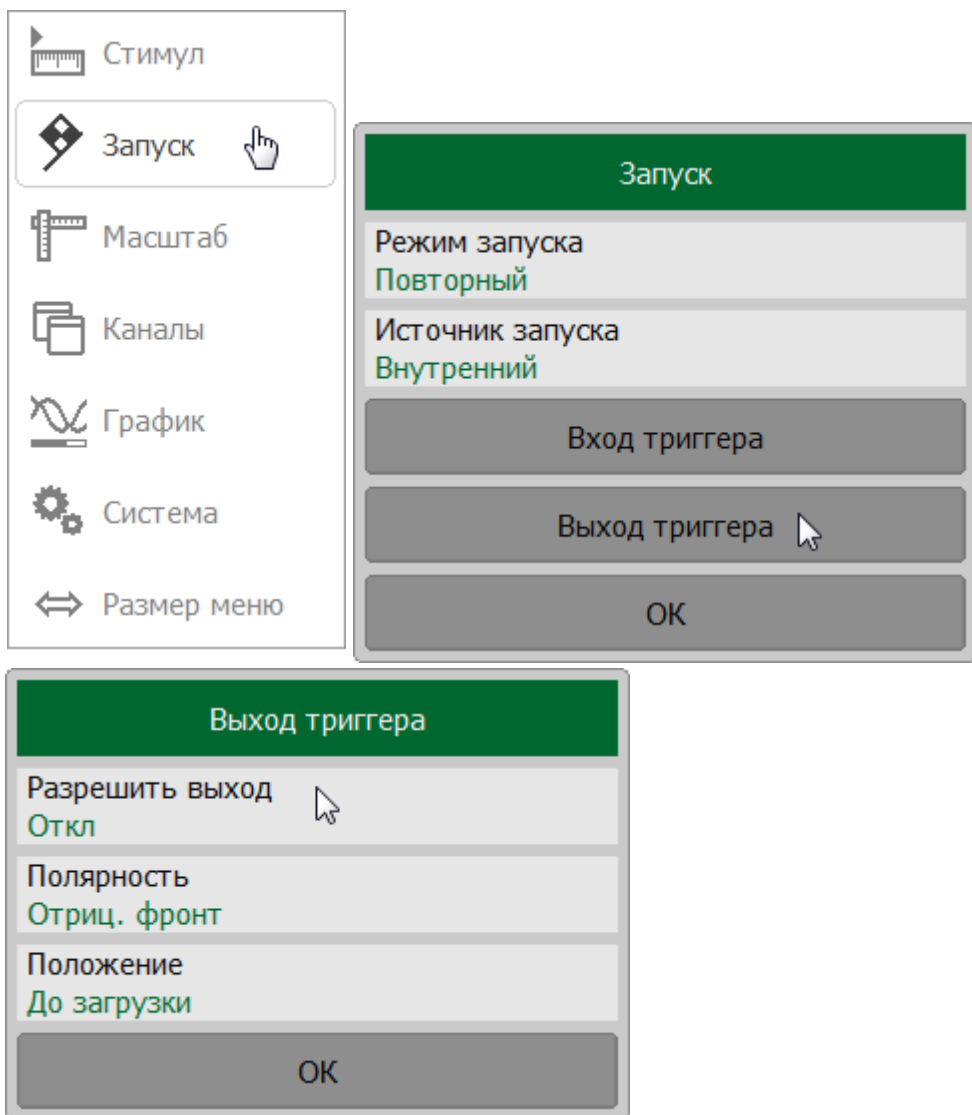 Стимул
Запуск
Масштаб
Каналы
График
Система
Размер меню
Запуск
Режим запуска
Повторный
Источник запуска
Внутренний
Вход триггера
Выход триггера
ОК
Выход триггера
Разрешить выход
Откл
Полярность
Отриц. фронт
Положение
До загрузки
ОК